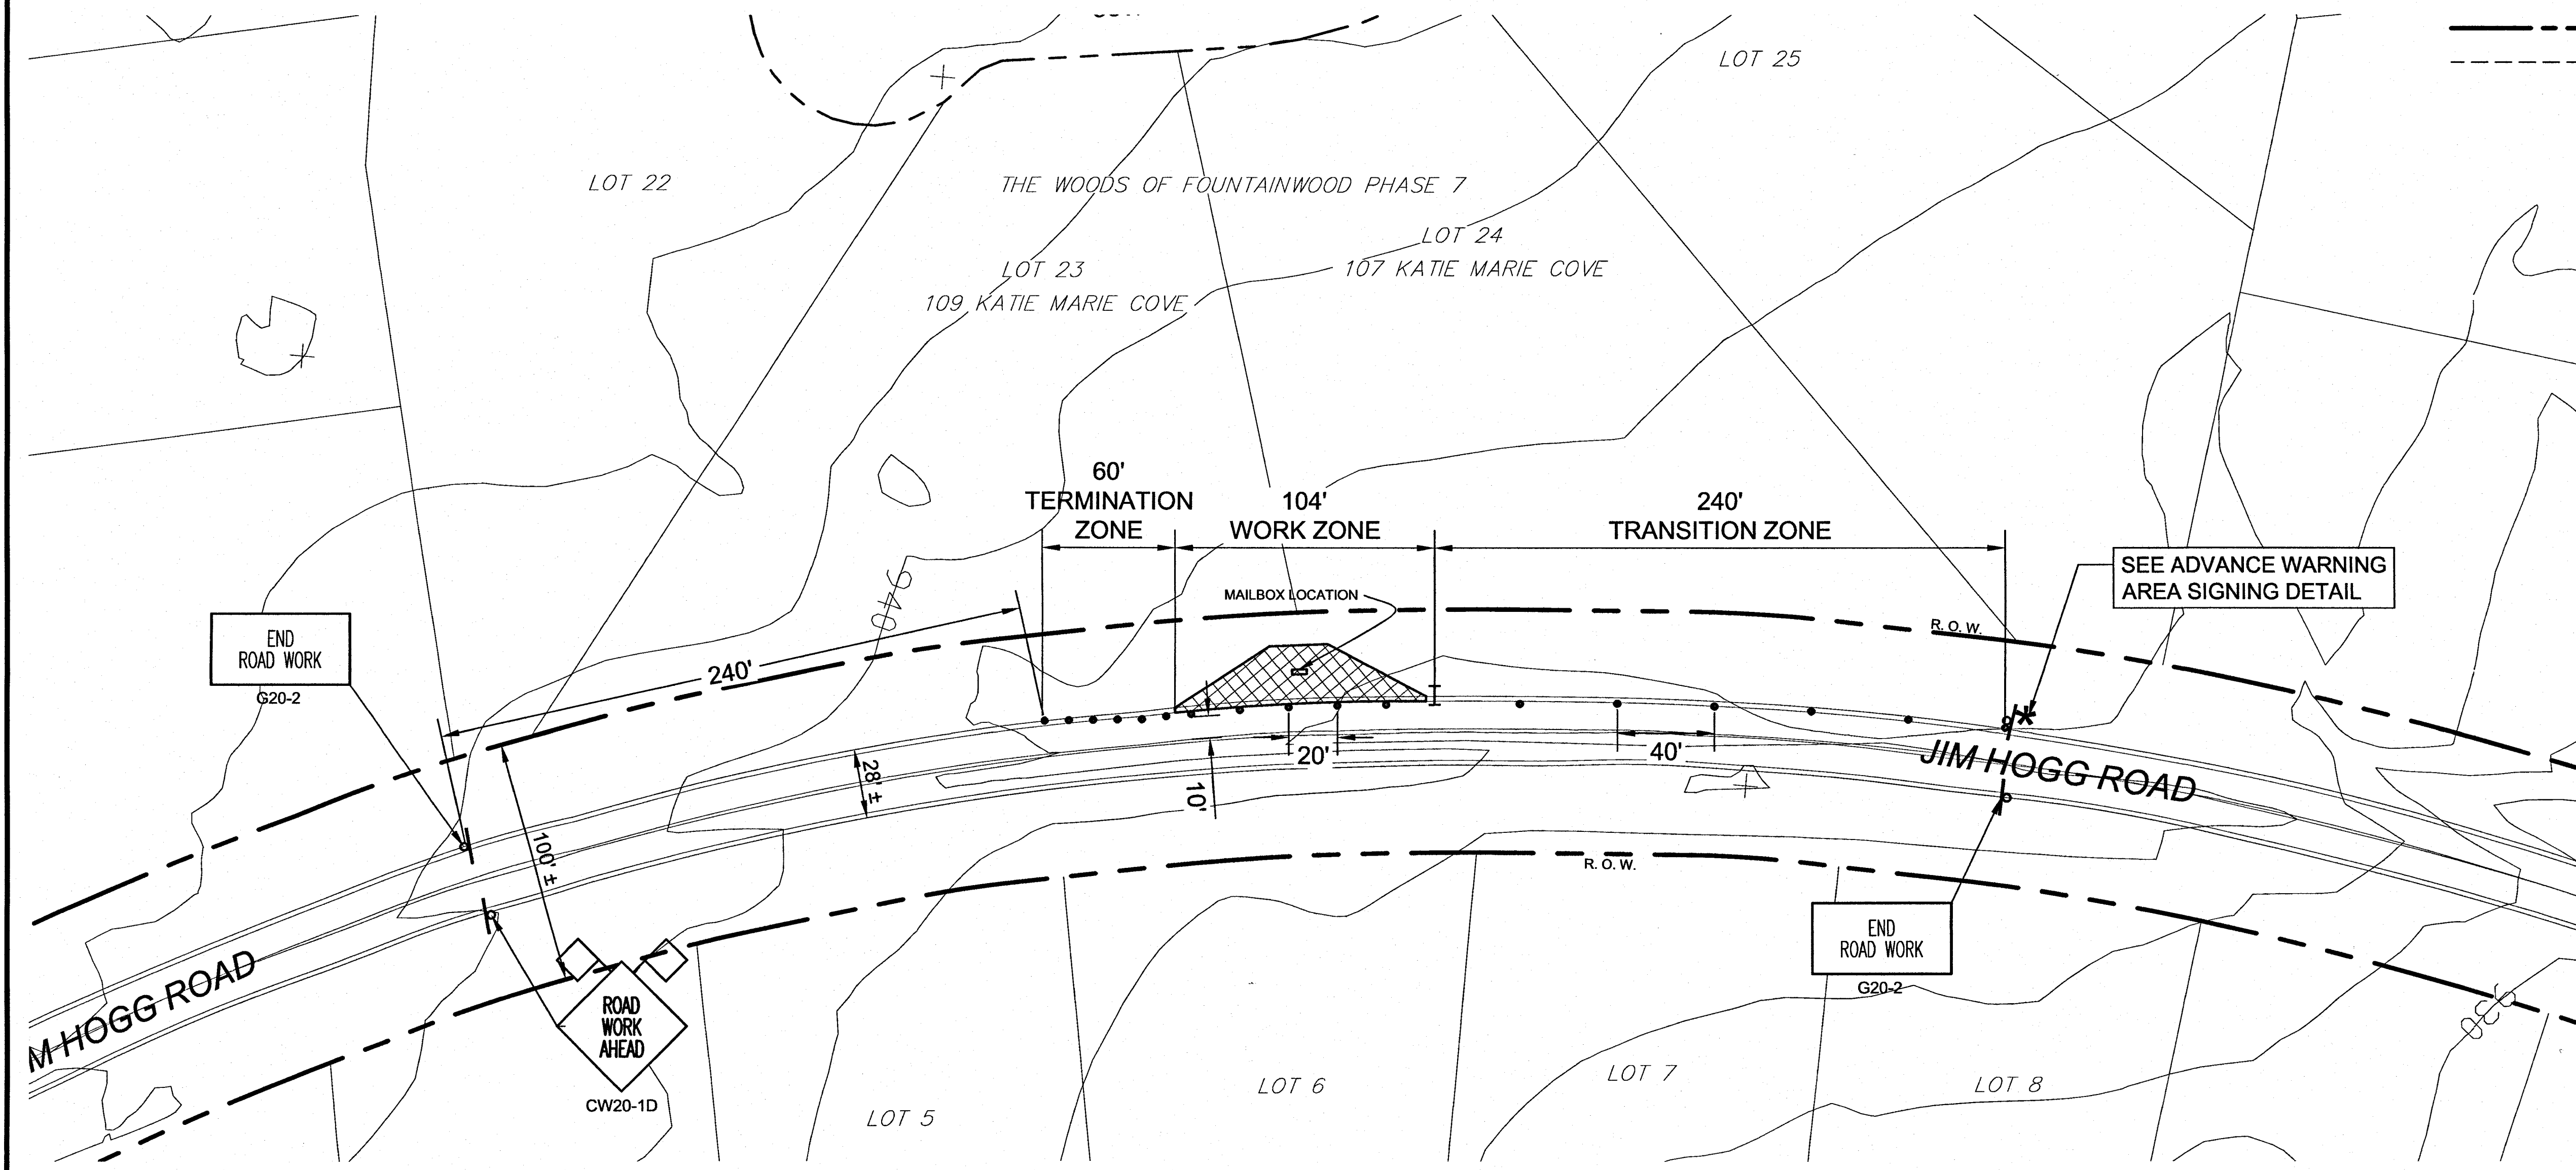 LOT 25
LOT 22
THE WOODS OF FOUNTAINWOOD PHASE 7
LOT 24
107 KATIE MARIE COVE
LOT 23
109 KATIE MARIE COVE
60'
TERMINATION
ZONE
104'
WORK ZONE
240'
TRANSITION ZONE
SEE ADVANCE WARNING
AREA SIGNING DETAIL
940
MAILBOX LOCATION
R. O. W.
END
ROAD WORK
G20-2
240'
28' ±
10'
20'
40'
JIM HOGG ROAD
100' ±
R. O. W.
END
ROAD WORK
G20-2
M HOGG ROAD
ROAD
WORK
AHEAD
CW20-1D
LOT 5
LOT 6
LOT 7
LOT 8